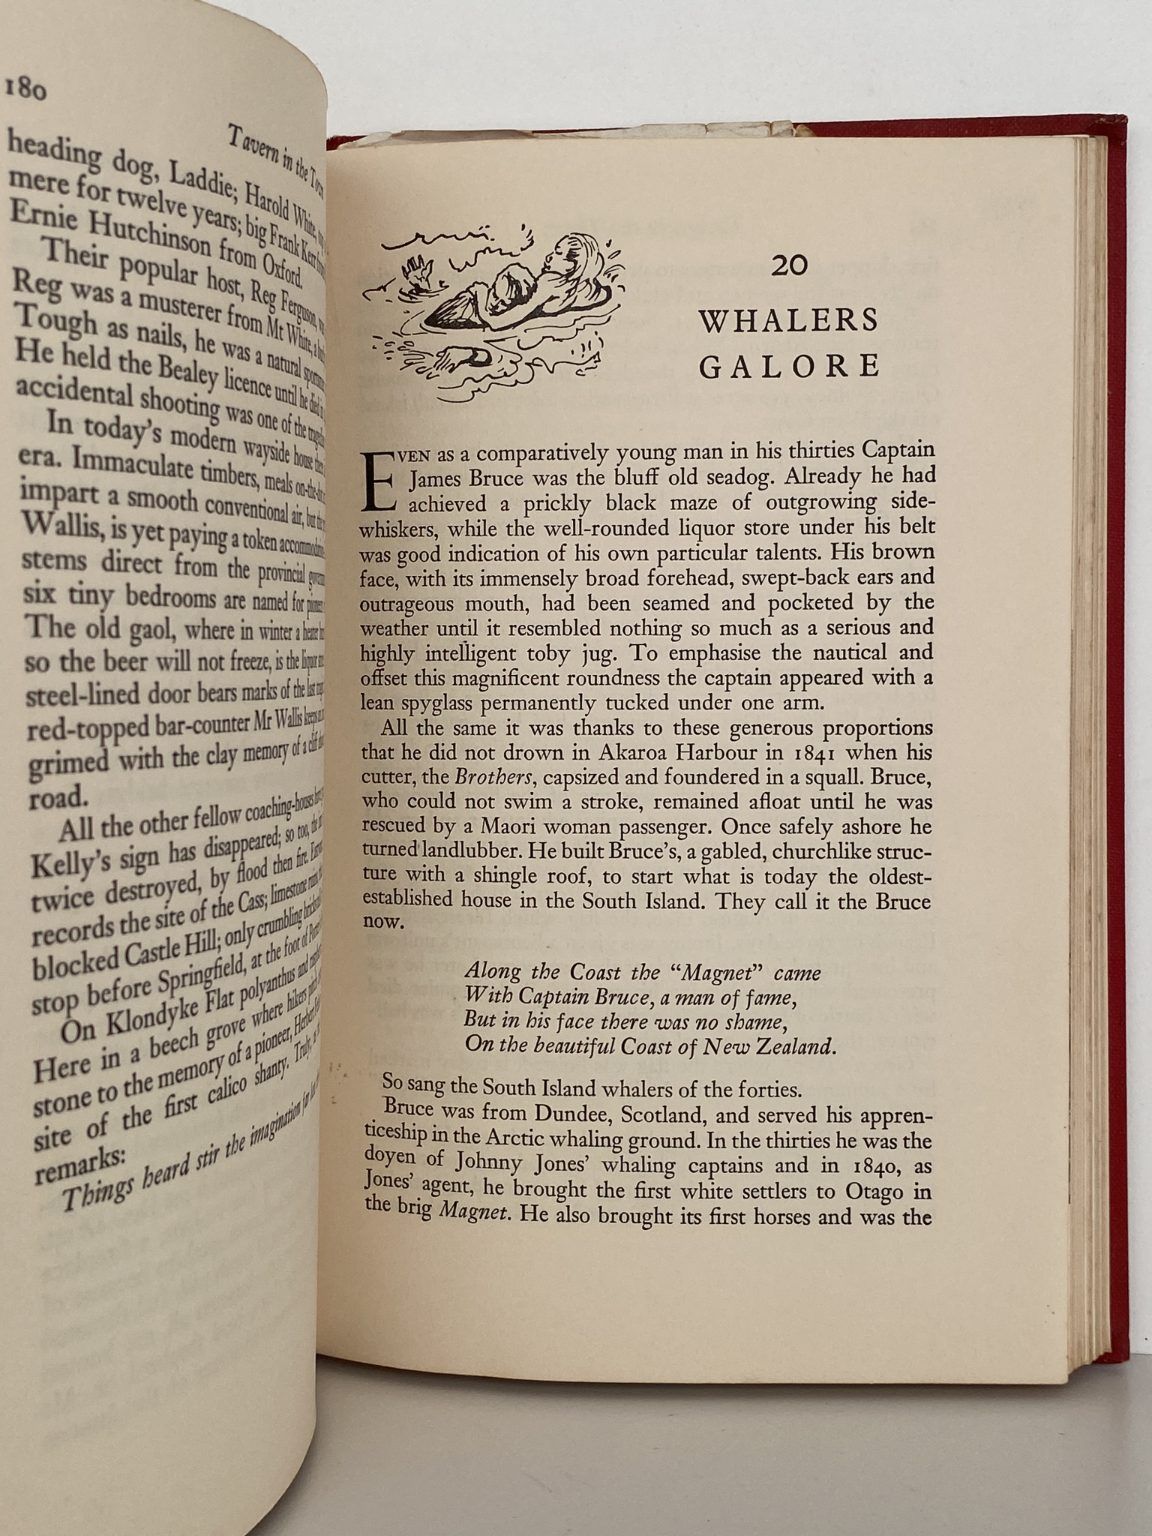 180
Tavern in the
heading dog, Laddie; Harold White,
mere for twelve years; big Frank Kerr
Ernie Hutchinson from Oxford.
Their popular host, Reg Ferguson,
Reg was a musterer from Mt White,
Tough as nails, he was a natural
He held the Bealey licence until he died
accidental shooting was one of the
In today's modern wayside house
era. Immaculate timbers, meals
impart a smooth conventional air, but
Wallis, is yet paying a token
stems direct from the provincial
six tiny bedrooms are named for
The old gaol, where in winter a heater
so the beer will not freeze, is the liquor
steel-lined door bears marks of the last
red-topped bar-counter Mr Wallis keeps
grimed with the clay memory of a cliff
road.
All the other fellow coaching-houses
Kelly's sign has disappeared; so too, the
twice destroyed, by flood then fire.
records the site of the Cass; limestone
blocked Castle Hill; only crumbling
stop before Springfield, at the foot of
On Klondyke Flat polyanthus and
Here in a beech grove where hikers
stone to the memory of a pioneer,
site of the first calico shanty. Truly,
remarks:
Things heard stir the imagination
20
WHALERS
GALORE
EVEN as a comparatively young man in his thirties Captain
James Bruce was the bluff old seadog. Already he had
achieved a prickly black maze of outgrowing side-
whiskers, while the well-rounded liquor store under his belt
was good indication of his own particular talents. His brown
face, with its immensely broad forehead, swept-back ears and
outrageous mouth, had been seamed and pocketed by the
weather until it resembled nothing so much as a serious and
highly intelligent toby jug. To emphasise the nautical and
offset this magnificent roundness the captain appeared with a
lean spyglass permanently tucked under one arm.
All the same it was thanks to these generous proportions
that he did not drown in Akaroa Harbour in 1841 when his
cutter, the Brothers, capsized and foundered in a squall. Bruce,
who could not swim a stroke, remained afloat until he was
rescued by a Maori woman passenger. Once safely ashore he
turned landlubber. He built Bruce's, a gabled, churchlike struc-
ture with a shingle roof, to start what is today the oldest-
established house in the South Island. They call it the Bruce
now.
Along the Coast the "Magnet" came
With Captain Bruce, a man of fame,
But in his face there was no shame,
On the beautiful Coast of New Zealand.
So sang the South Island whalers of the forties.
Bruce was from Dundee, Scotland, and served his appren-
ticeship in the Arctic whaling ground. In the thirties he was the
doyen of Johnny Jones' whaling captains and in 1840, as
Jones' agent, he brought the first white settlers to Otago in
the brig Magnet. He also brought its first horses and was the